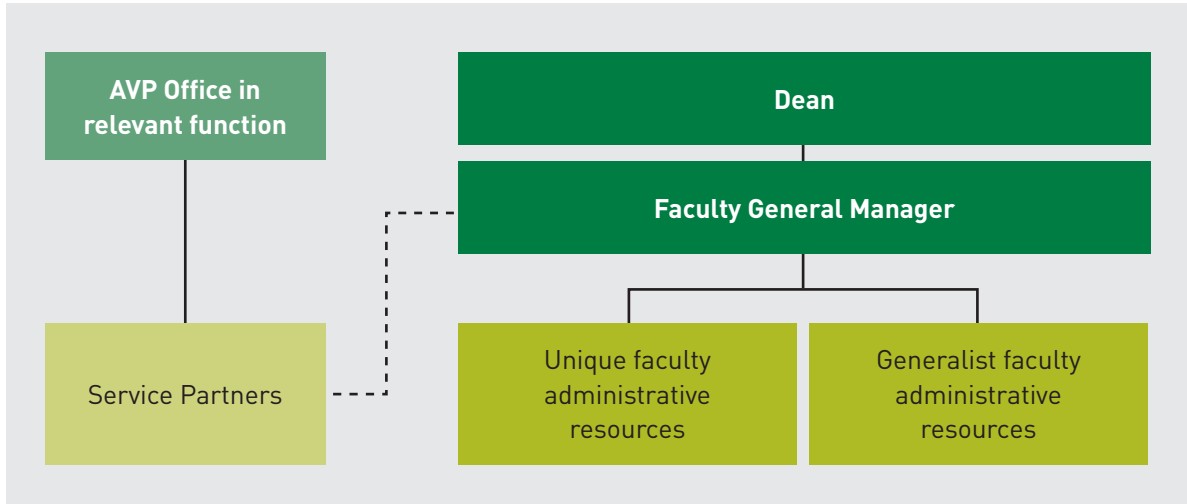 AVP Office in
relevant function
Dean
Faculty General Manager
Service Partners
Unique faculty
administrative
resources
Generalist faculty
administrative
resources